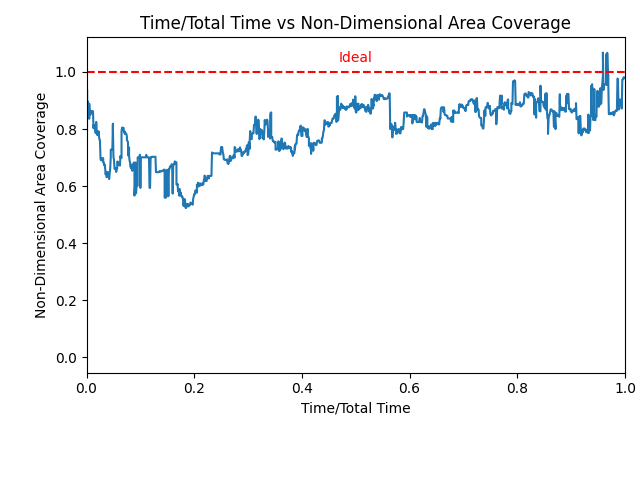 Time/Total Time vs Non-Dimensional Area Coverage
Ideal
1.0
0.8
0.6
0.4
0.2
0.0
Non-Dimensional Area Coverage
0.0 0.2 0.4 0.6 0.8 1.0
Time/Total Time